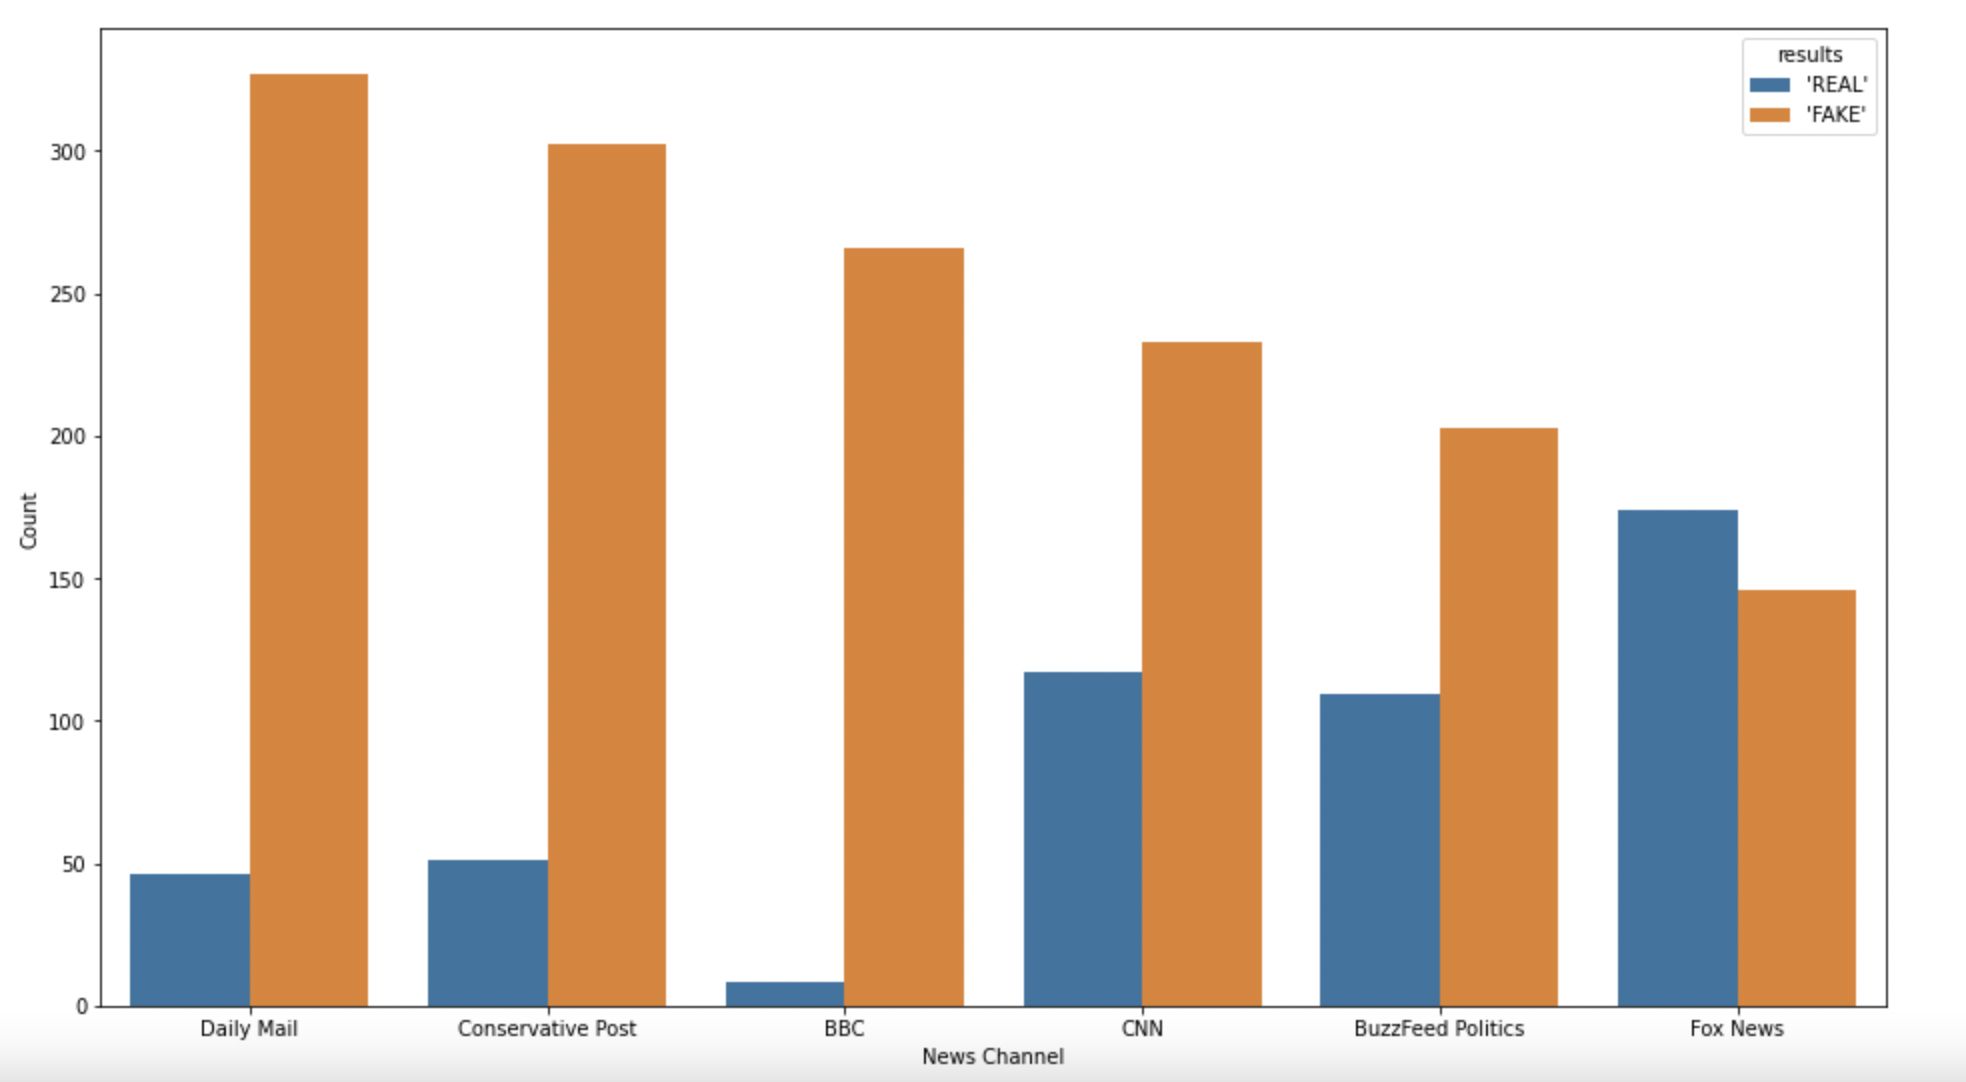 results
'REAL'
'FAKE'
300
250
200
150
100
50
0
Count
Daily Mail
Conservative Post
BBC
CNN
BuzzFeed Politics
Fox News
News Channel